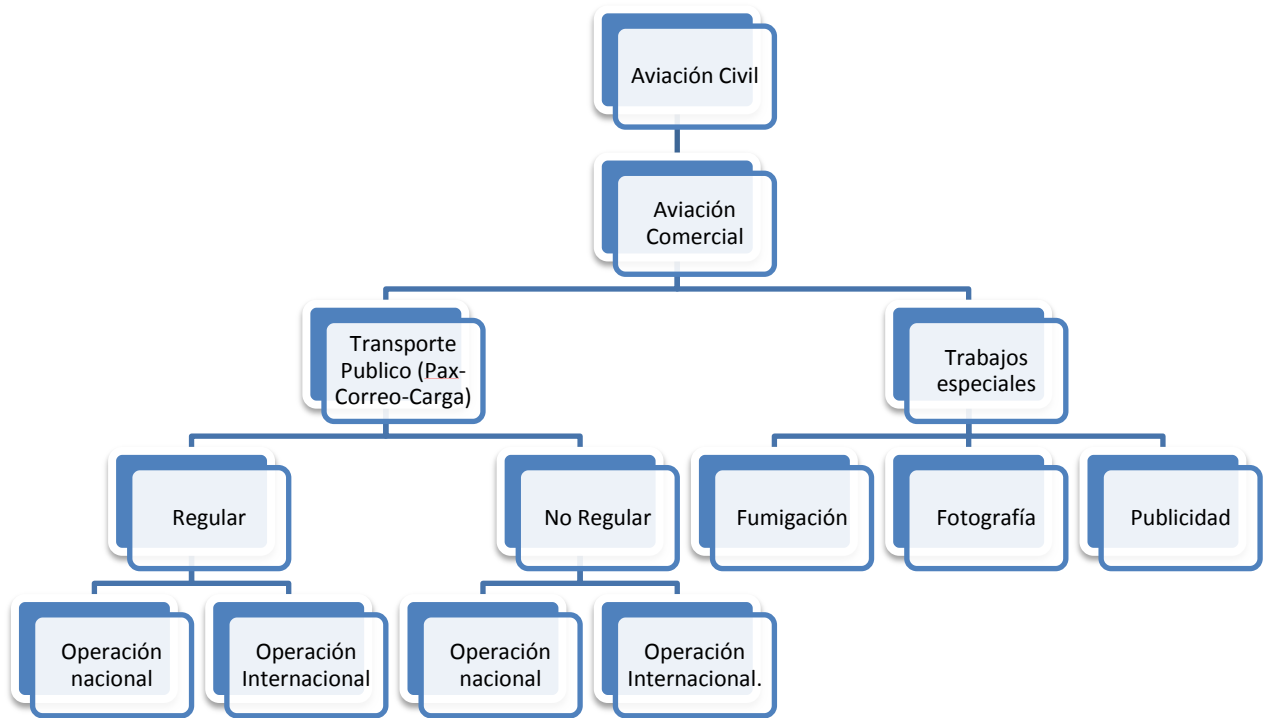 Aviación Civil
Aviación
Comercial
Transporte
Publico (Pax-
Correo-Carga)
Trabajos
especiales
Regular
No Regular
Fumigación
Fotografía
Publicidad
Operación
nacional
Operación
Internacional
Operación
nacional
Operación
Internacional.